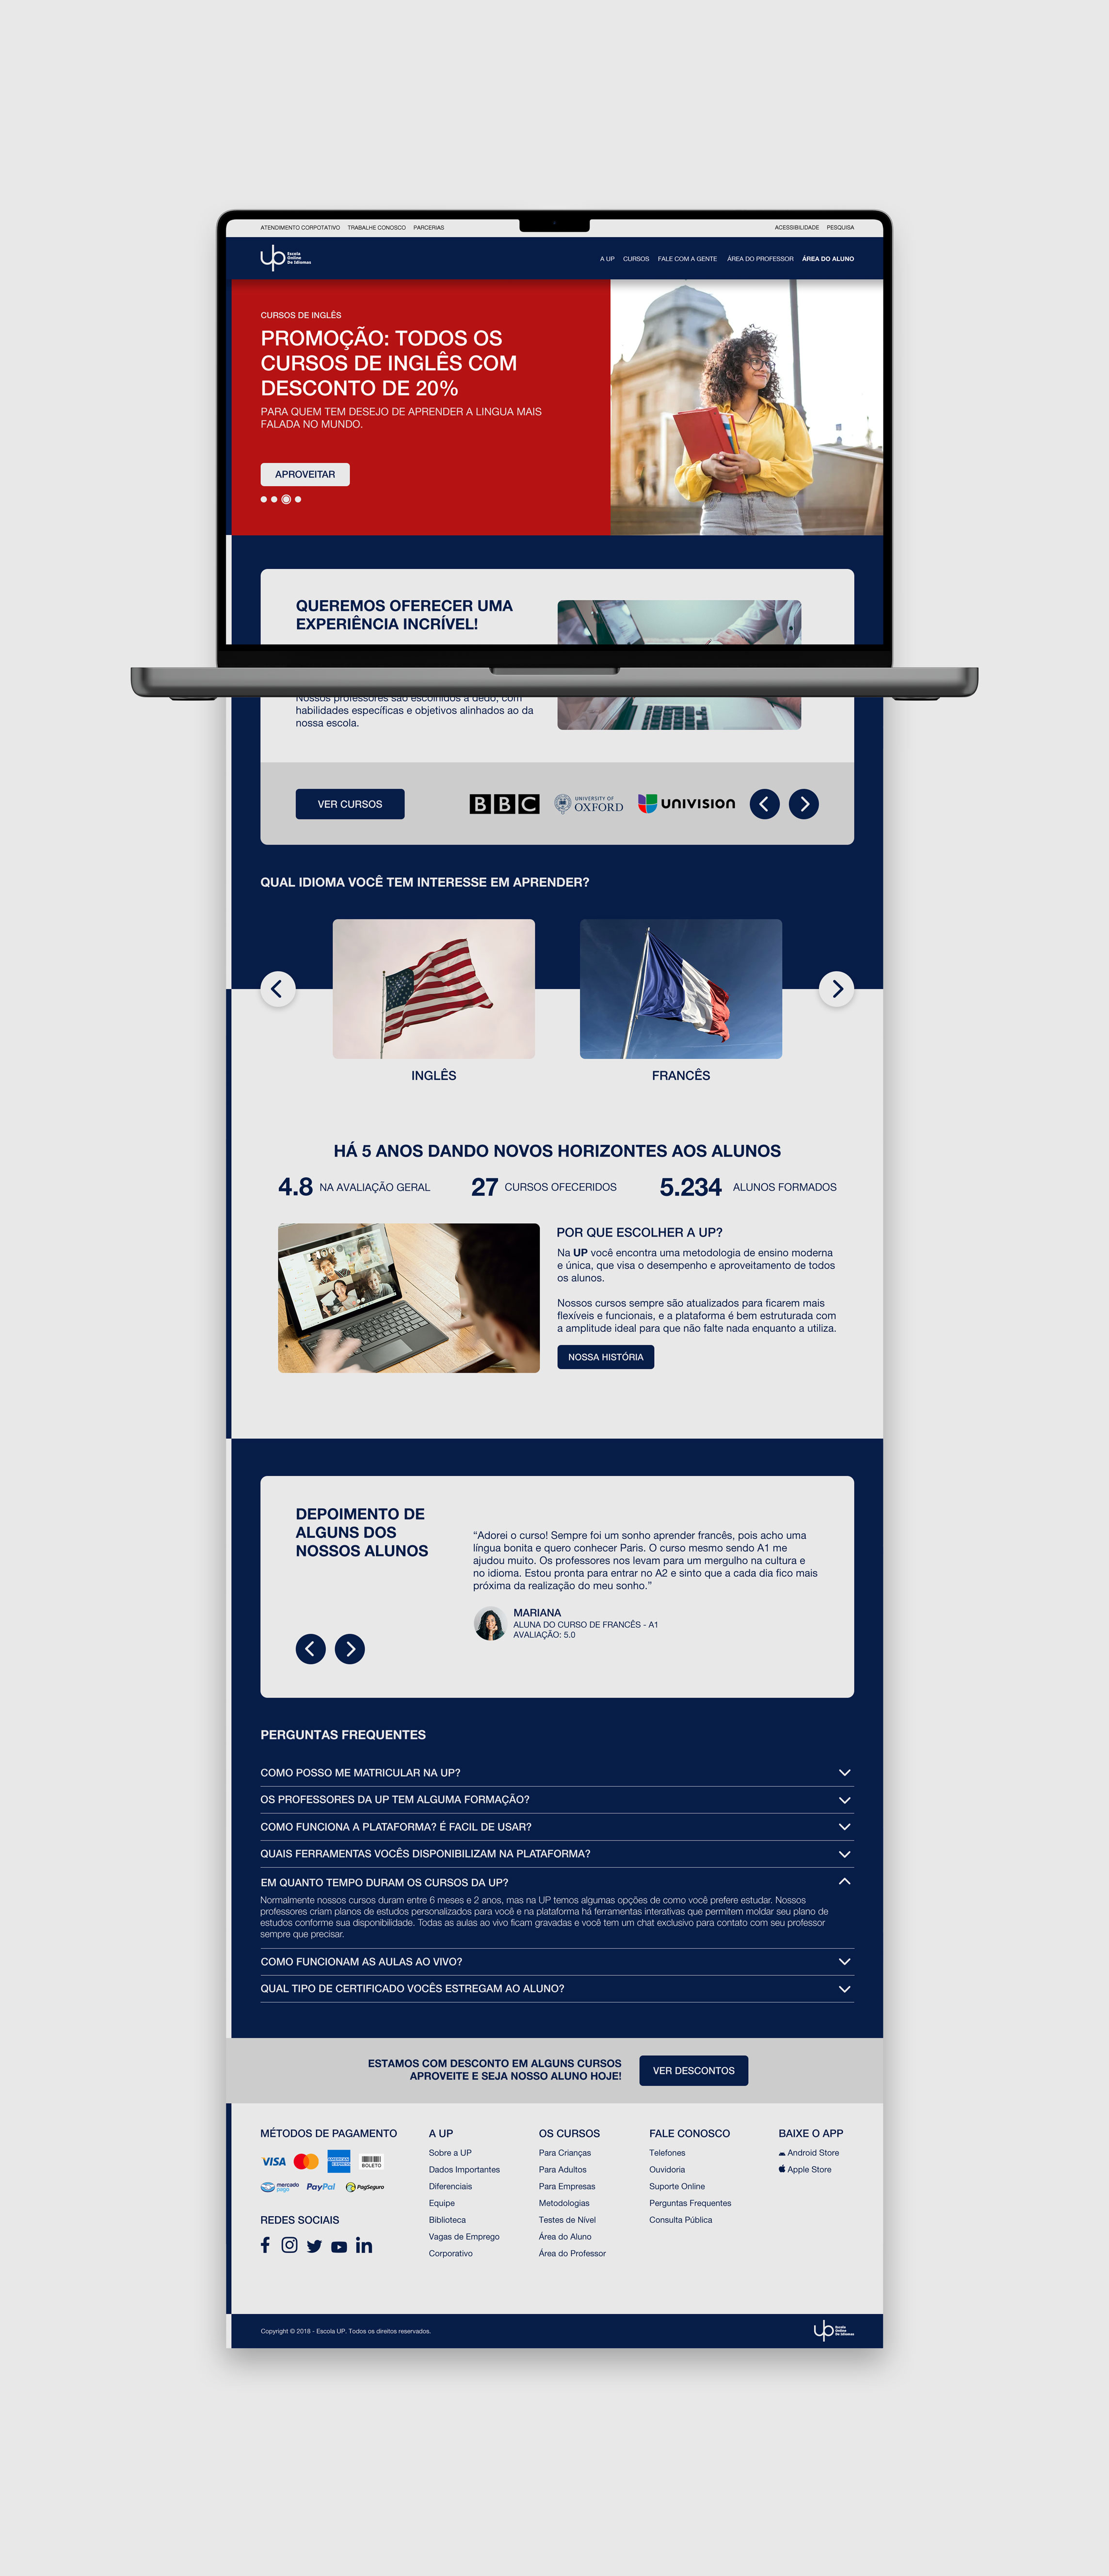 ATENDIMENTO CORPOTATIVO TRABALHE CONOSCO PARCERIAS
ACESSIBILIDADE PESQUISA
up Escola
Online
De Idiomas
A UP CURSOS FALE COM A GENTE ÁREA DO PROFESSOR ÁREA DO ALUNO
CURSOS DE INGLÊS
PROMOÇÃO: TODOS OS
CURSOS DE INGLÊS COM
DESCONTO DE 20%
PARA QUEM TEM DESEJO DE APRENDER A LINGUA MAIS
FALADA NO MUNDO.
APROVEITAR
QUEREMOS OFERECER UMA
EXPERIÊNCIA INCRÍVEL!
Nossos professores são escolhidos a dedo, com
habilidades específicas e objetivos alinhados ao da
nossa escola.
VER CURSOS
BBC
UNIVERSITY OF
OXFORD
UNIVISION
QUAL IDIOMA VOCÊ TEM INTERESSE EM APRENDER?
INGLÊS
FRANCÊS
HÁ 5 ANOS DANDO NOVOS HORIZONTES AOS ALUNOS
4.8 NA AVALIAÇÃO GERAL
27 CURSOS OFECERIDOS
5.234 ALUNOS FORMADOS
POR QUE ESCOLHER A UP?
Na UP você encontra uma metodologia de ensino moderna
e única, que visa o desempenho e aproveitamento de todos
os alunos.
Nossos cursos sempre são atualizados para ficarem mais
flexíveis e funcionais, e a plataforma é bem estruturada com
a amplitude ideal para que não falte nada enquanto a utiliza.
NOSSA HISTÓRIA
DEPOIMENTO DE
ALGUNS DOS
NOSSOS ALUNOS
“Adorei o curso! Sempre foi um sonho aprender francês, pois acho uma
língua bonita e quero conhecer Paris. O curso mesmo sendo A1 me
ajudou muito. Os professores nos levam para um mergulho na cultura e
no idioma. Estou pronta para entrar no A2 e sinto que a cada dia fico mais
próxima da realização do meu sonho.”
MARIANA
ALUNA DO CURSO DE FRANCÊS - A1
AVALIAÇÃO: 5.0
PERGUNTAS FREQUENTES
COMO POSSO ME MATRICULAR NA UP?
OS PROFESSORES DA UP TEM ALGUMA FORMAÇÃO?
COMO FUNCIONA A PLATAFORMA? É FACIL DE USAR?
QUAIS FERRAMENTAS VOCÊS DISPONIBILIZAM NA PLATAFORMA?
EM QUANTO TEMPO DURAM OS CURSOS DA UP?
Normalmente nossos cursos duram entre 6 meses e 2 anos, mas na UP temos algumas opções de como você prefere estudar. Nossos
professores criam planos de estudos personalizados para você e na plataforma há ferramentas interativas que permitem moldar seu plano de
estudos conforme sua disponibilidade. Todas as aulas ao vivo ficam gravadas e você tem um chat exclusivo para contato com seu professor
sempre que precisar.
COMO FUNCIONAM AS AULAS AO VIVO?
QUAL TIPO DE CERTIFICADO VOCÊS ESTREGAM AO ALUNO?
ESTAMOS COM DESCONTO EM ALGUNS CURSOS
APROVEITE E SEJA NOSSO ALUNO HOJE!
VER DESCONTOS
MÉTODOS DE PAGAMENTO
VISA
AMERICAN
EXPRESS
BOLETO
mercado
pago
PayPal
PagSeguro
REDES SOCIAIS
A UP
Sobre a UP
Dados Importantes
Diferenciais
Equipe
Biblioteca
Vagas de Emprego
Corporativo
OS CURSOS
Para Crianças
Para Adultos
Para Empresas
Metodologias
Testes de Nível
Área do Aluno
Área do Professor
FALE CONOSCO
Telefones
Ouvidoria
Suporte Online
Perguntas Frequentes
Consulta Pública
BAIXE O APP
Android Store
Apple Store
Copyright © 2018 - Escola UP. Todos os direitos reservados.
up Escola
Online
De Idiomas